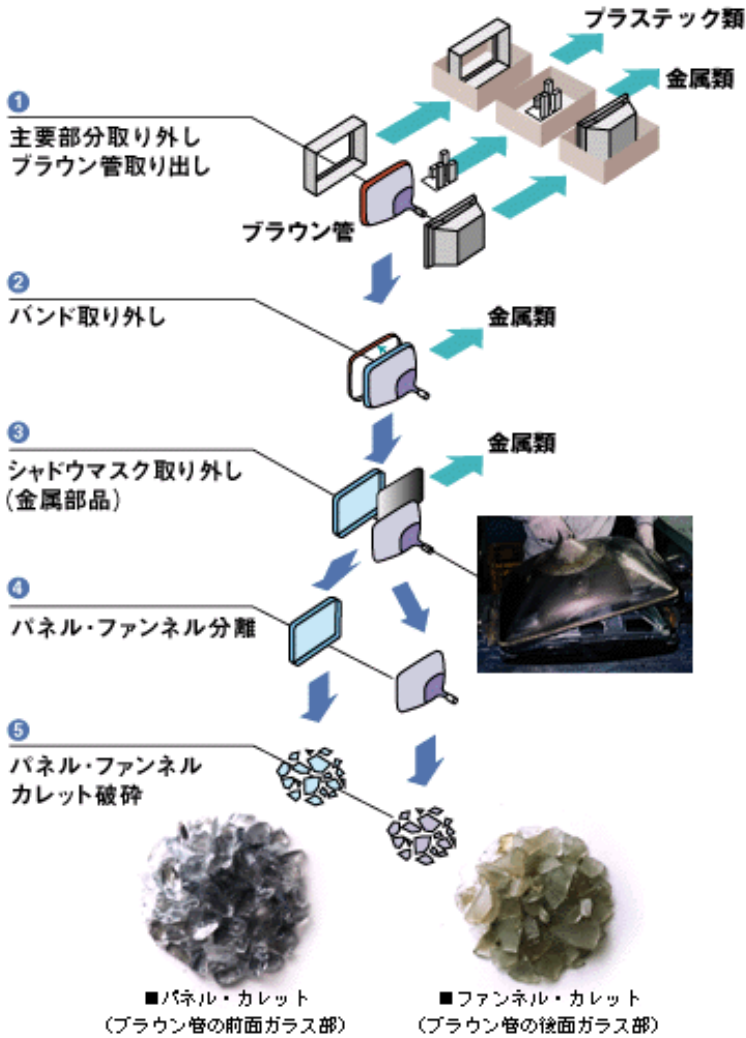 プラステック類
金属類
❶
主要部分取り外し
ブラウン管取り出し
ブラウン管
❷
バンド取り外し
金属類
❸
シャドウマスク取り外し
(金属部品)
金属類
❹
パネル・ファンネル分離
❺
パネル・ファンネル
カレット破砕
■パネル・カレット
(ブラウン管の前面ガラス部)
■ファンネル・カレット
(ブラウン管の後面ガラス部)